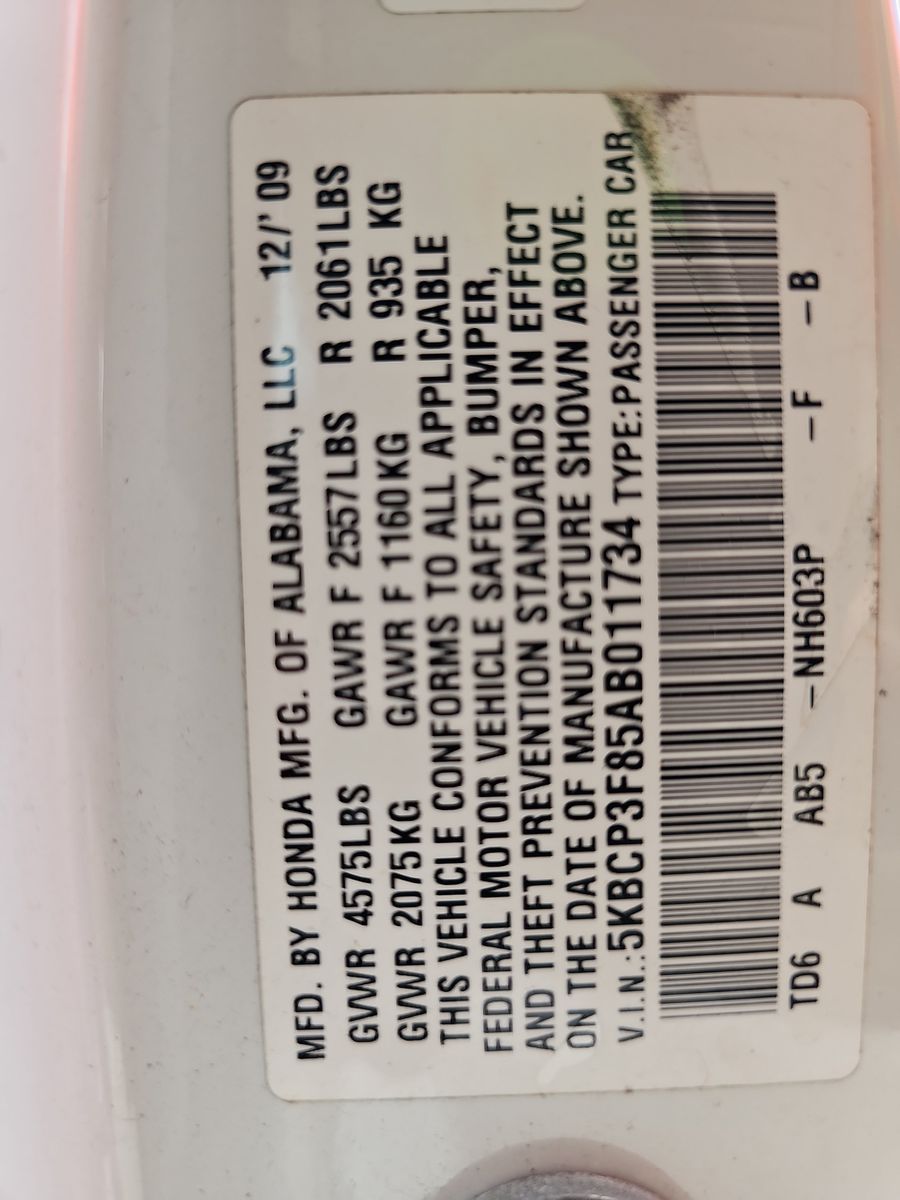 MFD. BY HONDA MFG. OF ALABAMA, LLC 12/' 09
GVWR 4575LBS GAWR F 2557LBS R 2061LBS
GVWR 2075KG GAWR F 1160KG R 935 KG
THIS VEHICLE CONFORMS TO ALL APPLICABLE
FEDERAL MOTOR VEHICLE SAFETY, BUMPER,
AND THEFT PREVENTION STANDARDS IN EFFECT
ON THE DATE OF MANUFACTURE SHOWN ABOVE.
V.I.N.:5KBCP3F85AB011734 TYPE:PASSENGER CAR
TD6 A AB5 -NH603P -F -B